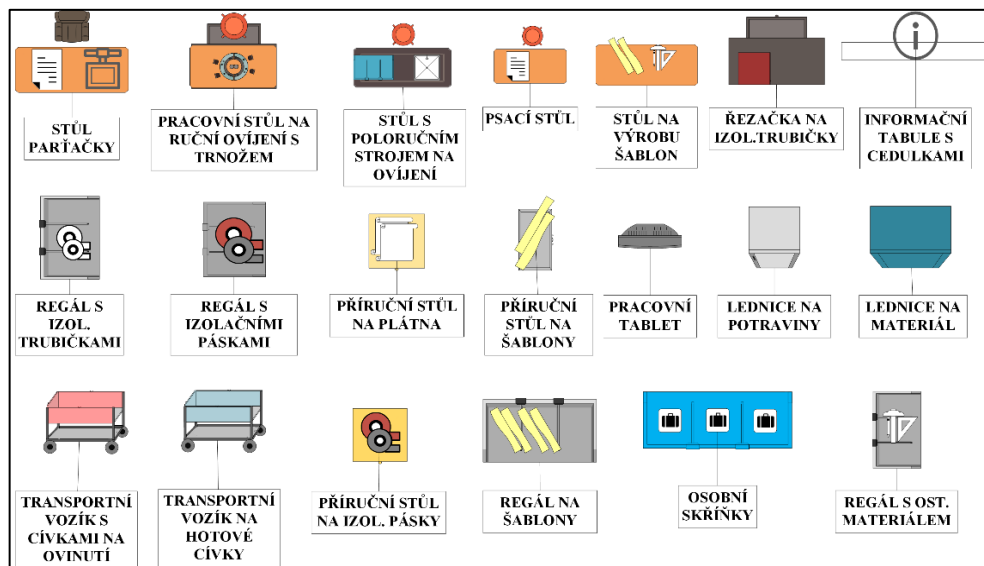 STŮL
PARŤAČKY
PRACOVNÍ STŮL NA
RUČNÍ OVÍJENÍ S
TRNOŽEM
STŮL S
POLORUČNÍM
STROJEM NA
OVÍJENÍ
PSACÍ STŮL
STŮL NA
VÝROBU
ŠABLON
ŘEZAČKA NA
IZOL.TRUBIČKY
INFORMAČNÍ
TABULE S
CEDULKAMI
REGÁL S
IZOL.
TRUBIČKAMI
REGÁL S
IZOLAČNÍMI
PÁSKAMI
PŘÍRUČNÍ STŮL
NA PLÁTNA
PŘÍRUČNÍ
STŮL NA
ŠABLONY
PRACOVNÍ
TABLET
LEDNICE NA
POTRAVINY
LEDNICE NA
MATERIÁL
TRANSPORTNÍ
VOZÍK S
CÍVKAMI NA
OVINUTÍ
TRANSPORTNÍ
VOZÍK NA
HOTOVÉ
CÍVKY
PŘÍRUČNÍ STŮL
NA IZOL. PÁSKY
REGÁL NA
ŠABLONY
OSOBNÍ
SKŘÍŇKY
REGÁL S OST.
MATERIÁLEM